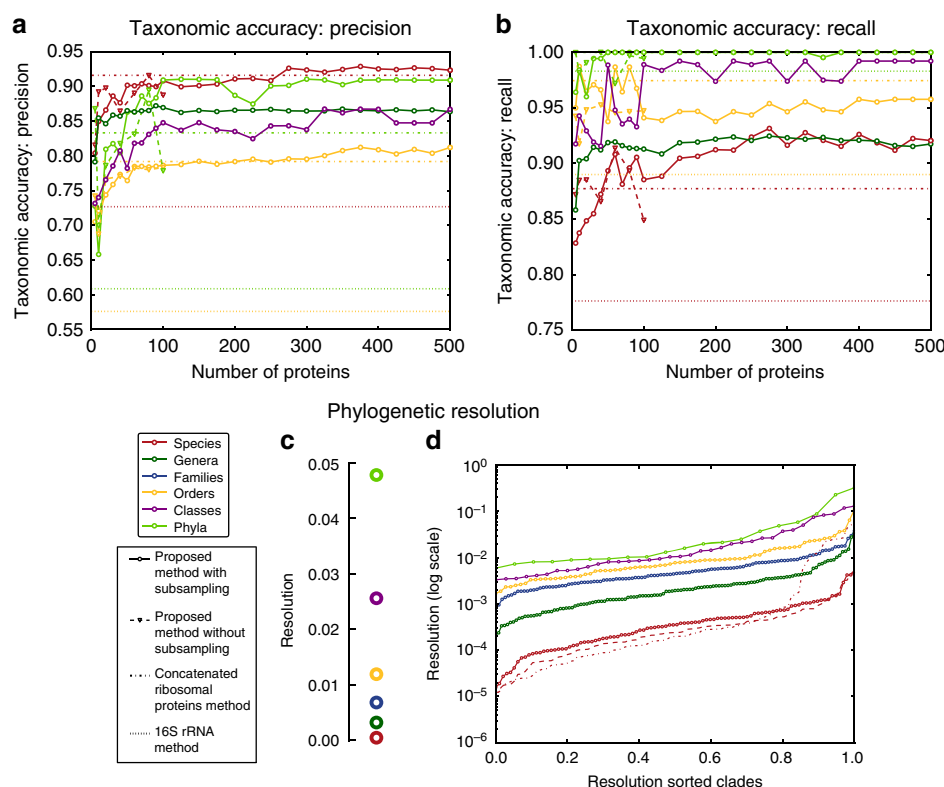 a
Taxonomic accuracy: precision
Taxonomic accuracy: precision
0.95
0.90
0.85
0.80
0.75
0.70
0.65
0.60
0.55
0
100
200
300
400
500
Number of proteins
b
Taxonomic accuracy: recall
Taxonomic accuracy: recall
1.00
0.95
0.90
0.85
0.80
0.75
0
100
200
300
400
500
Number of proteins
Phylogenetic resolution
Species
Genera
Families
Orders
Classes
Phyla
Proposed
method with
subsampling
Proposed
method without
subsampling
Concatenated
ribosomal
proteins method
16S rRNA
method
c
Resolution
0.05
0.04
0.03
0.02
0.01
0.00
d
Resolution (log scale)
10⁰
10⁻¹
10⁻²
10⁻³
10⁻⁴
10⁻⁵
10⁻⁶
0.0
0.2
0.4
0.6
0.8
1.0
Resolution sorted clades